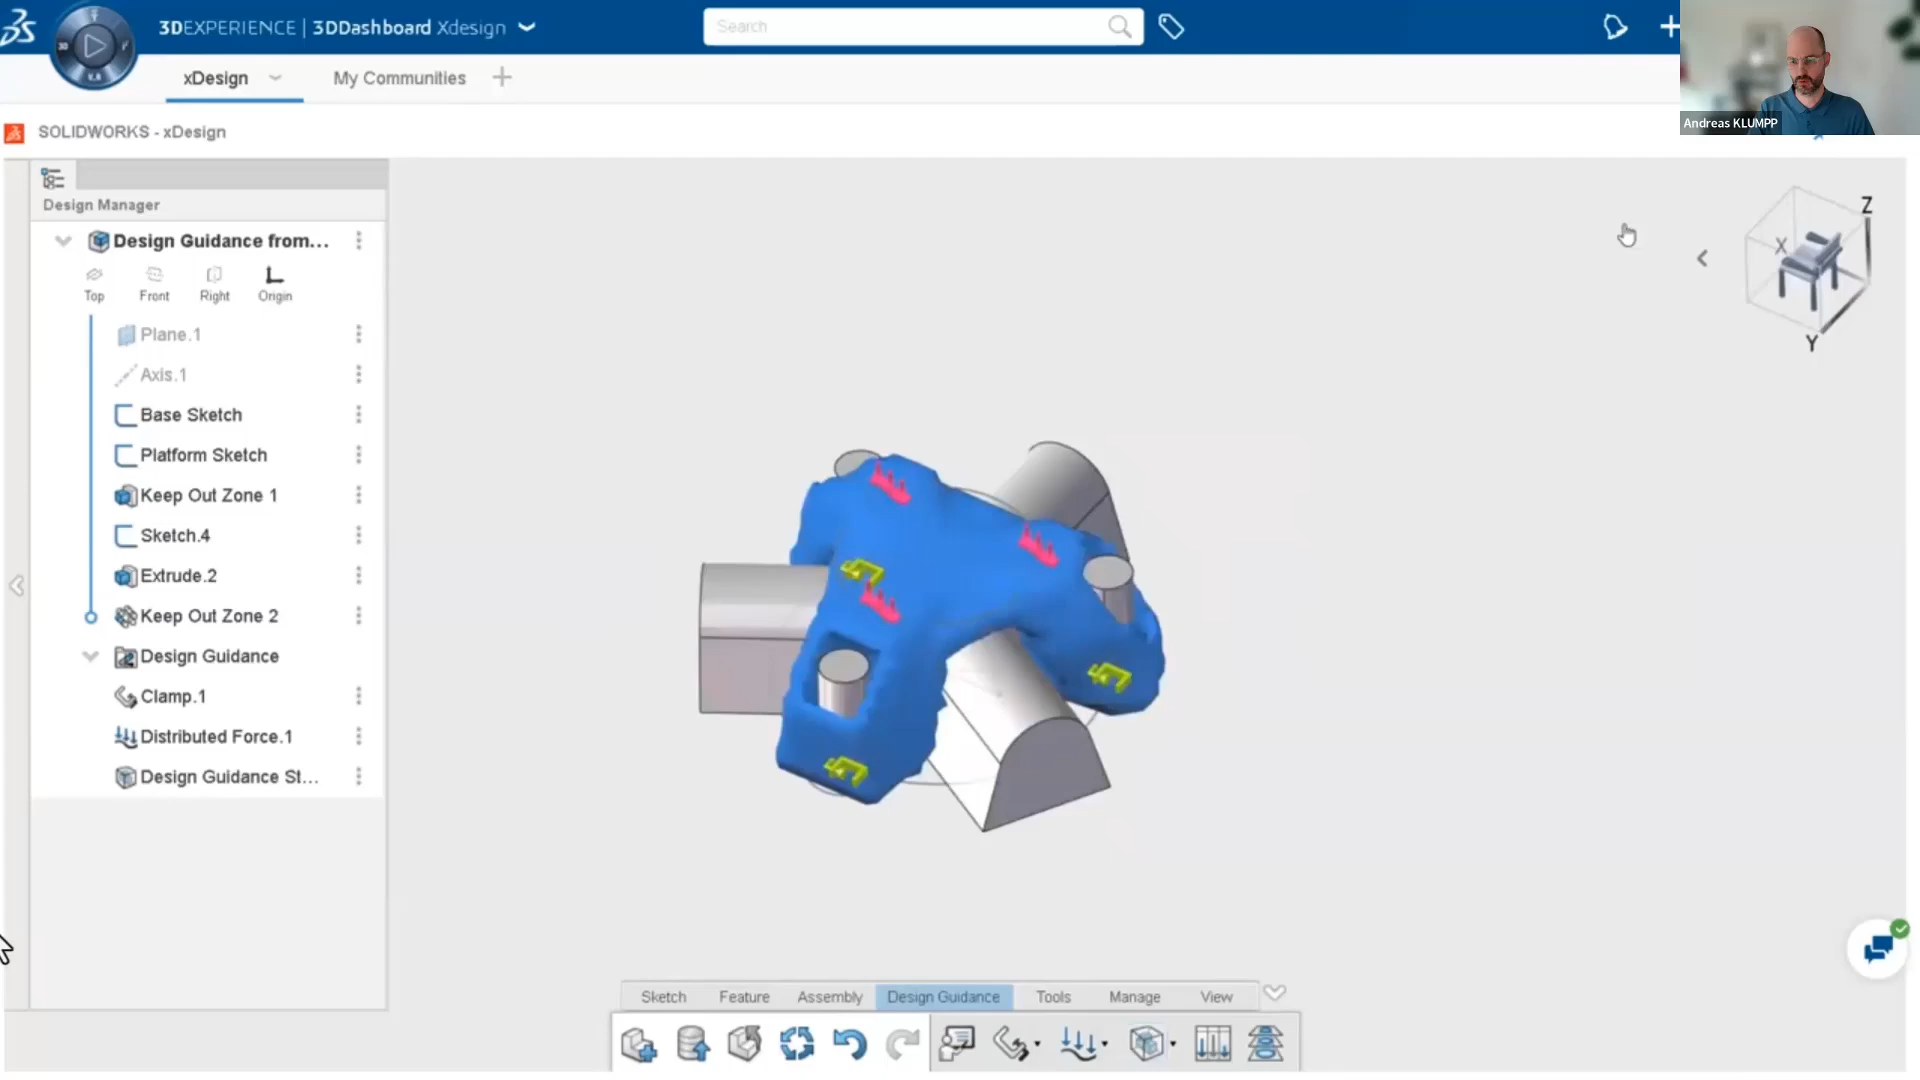 3DEXPERIENCE | 3DDashboard Xdesign
Search
xDesign
My Communities
Andreas KLUMPP
SOLIDWORKS - xDesign
Design Manager
Design Guidance from...
Top
Front
Right
Origin
Plane.1
Axis.1
Base Sketch
Platform Sketch
Keep Out Zone 1
Sketch.4
Extrude.2
Keep Out Zone 2
Design Guidance
Clamp.1
Distributed Force.1
Design Guidance St...
Z
X
Y
Sketch
Feature
Assembly
Design Guidance
Tools
Manage
View